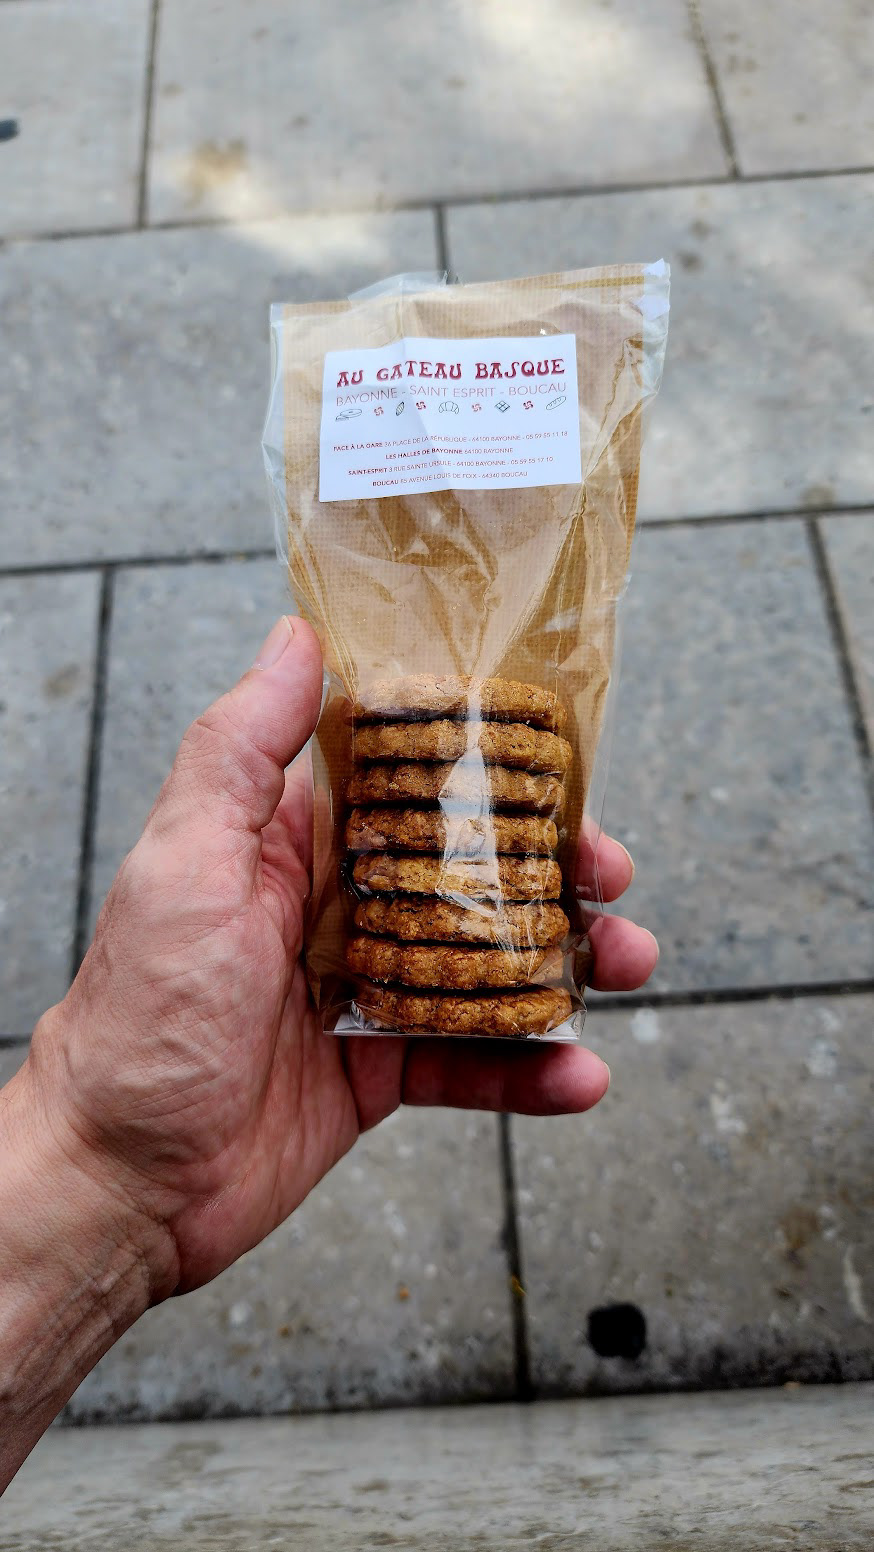 AU GATEAU BASQUE
BAYONNE - SAINT ESPRIT - BOUCAU
FACE À LA GARE 26 PLACE DE LA RÉPUBLIQUE - 64100 BAYONNE - 05 59 55 11 18
LES HALLES DE BAYONNE 64100 BAYONNE
SAINT-ESPRIT 3 RUE SAINTE URSULE - 64100 BAYONNE - 05 59 55 17 10
BOUCAU 85 AVENUE LOUIS DE FOIX - 64340 BOUCAU